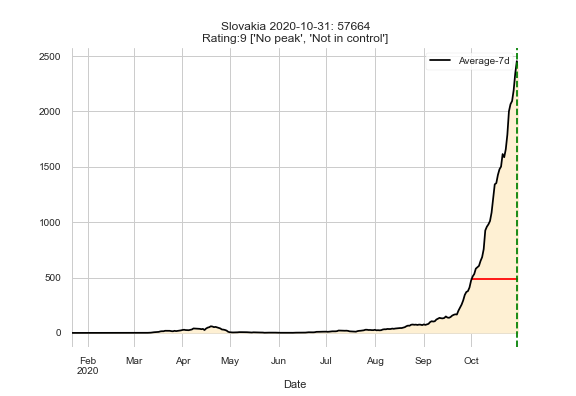 Slovakia 2020-10-31: 57664
Rating:9 ['No peak', 'Not in control']
Average-7d
2500
2000
1500
1000
500
0
Feb Mar Apr May Jun Jul Aug Sep Oct
2020
Date